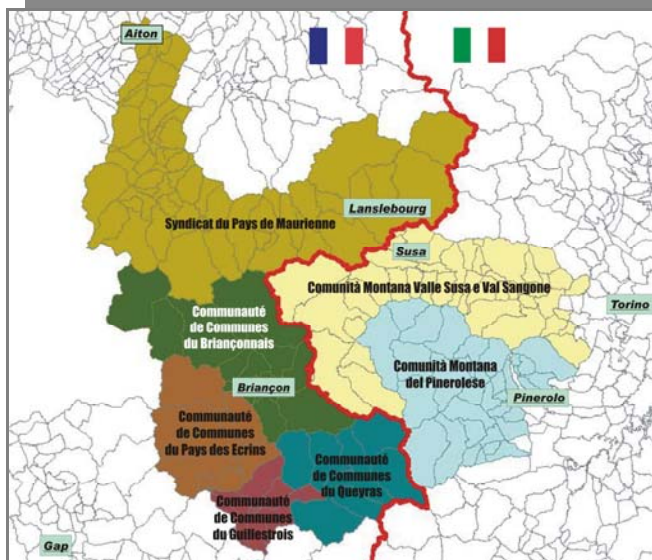 Aiton
Lanslebourg
Syndicat du Pays de Maurienne
Susa
Comunità Montana Valle Susa e Val Sangone
Torino
Communauté
de Communes
du Briançonnais
Comunità Montana
del Pinerolese
Briançon
Pinerolo
Communauté
de Communes
du Pays des Ecrins
Communauté
de Communes
du Queyras
Communauté
de Communes
du Guillestrois
Gap